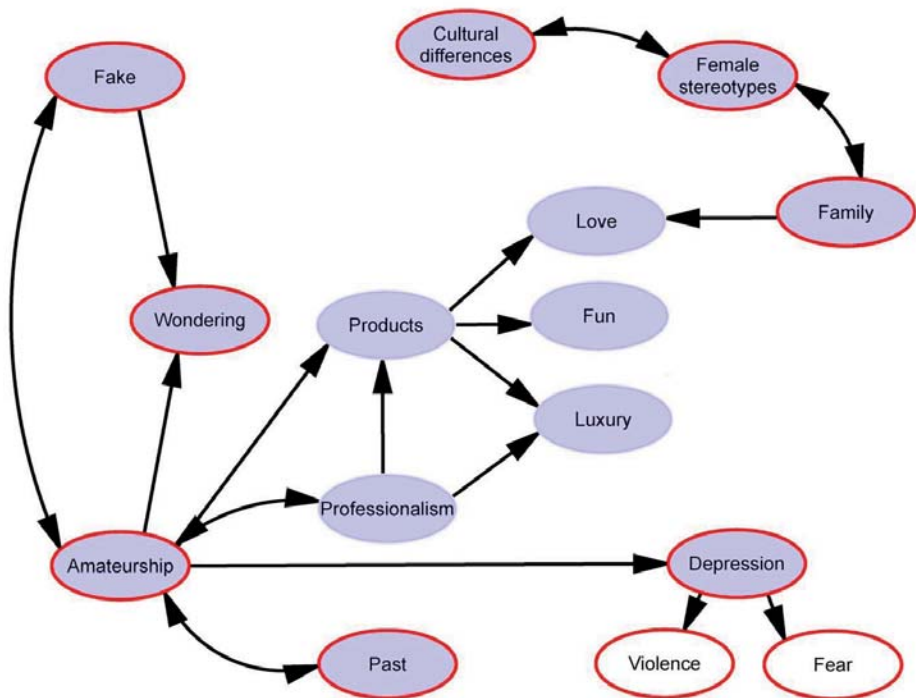 Cultural
differences
Fake
Female
stereotypes
Love
Family
Wondering
Products
Fun
Luxury
Professionalism
Amateurship
Depression
Past
Violence
Fear